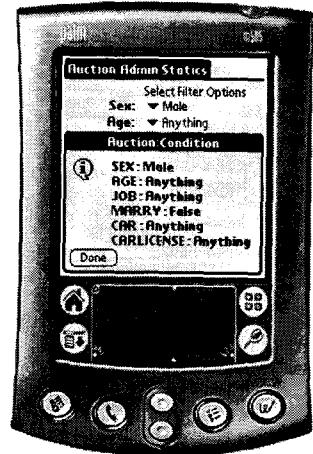 Auction Admin Statics
Select Filter Options
Sex: Male
Age: Anything
Auction Condition
SEX : Male
AGE : Anything
JOB : Anything
MARRY : False
CAR : Anything
CARLICENSE : Anything
Done